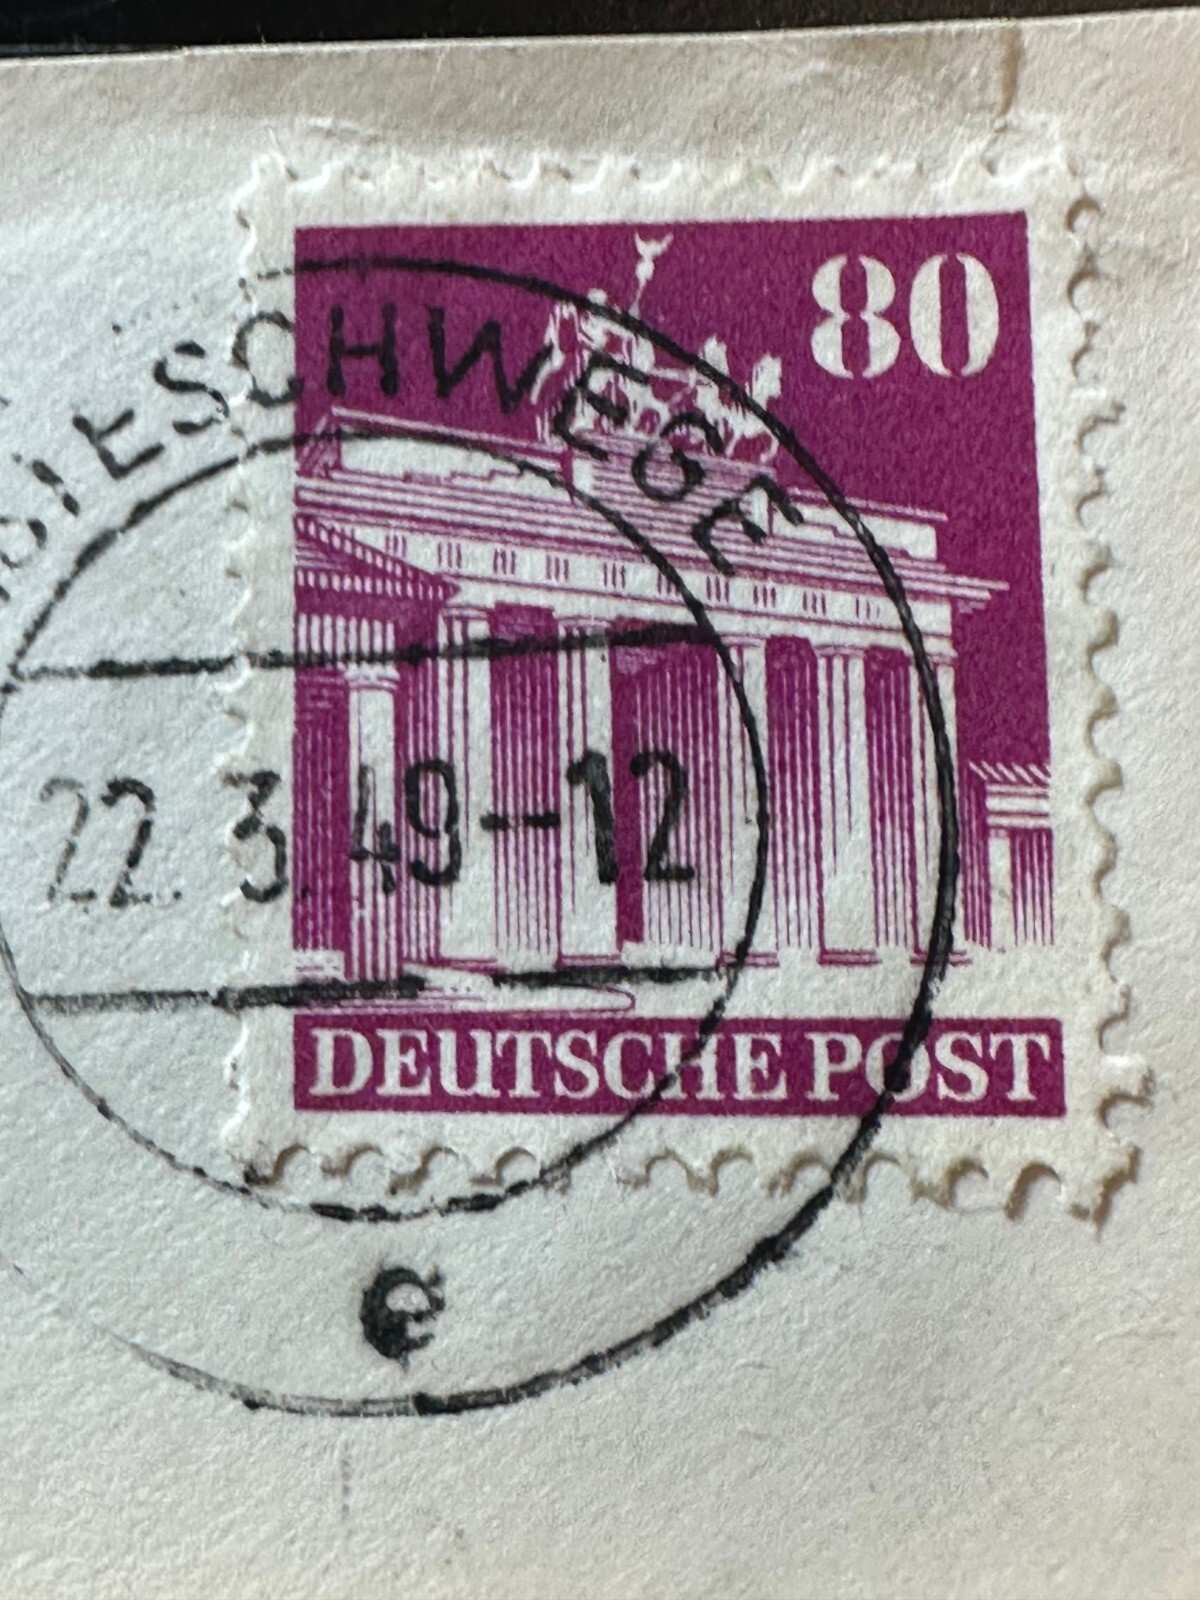 80
ESCHWEGE
22.3.49–12
DEUTSCHE POST
e